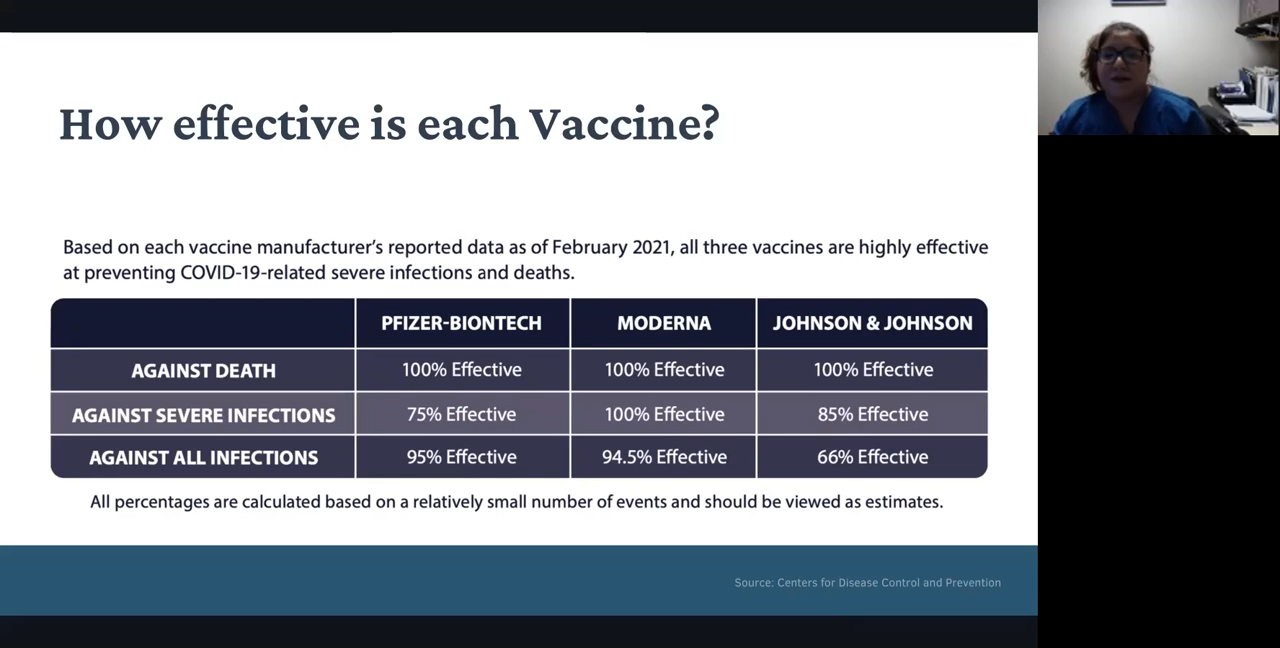 How effective is each Vaccine?
Based on each vaccine manufacturer's reported data as of February 2021, all three vaccines are highly effective
at preventing COVID-19-related severe infections and deaths.
PFIZER-BIONTECH MODERNA JOHNSON & JOHNSON
AGAINST DEATH 100% Effective 100% Effective 100% Effective
AGAINST SEVERE INFECTIONS 75% Effective 100% Effective 85% Effective
AGAINST ALL INFECTIONS 95% Effective 94.5% Effective 66% Effective
All percentages are calculated based on a relatively small number of events and should be viewed as estimates.
Source: Centers for Disease Control and Prevention